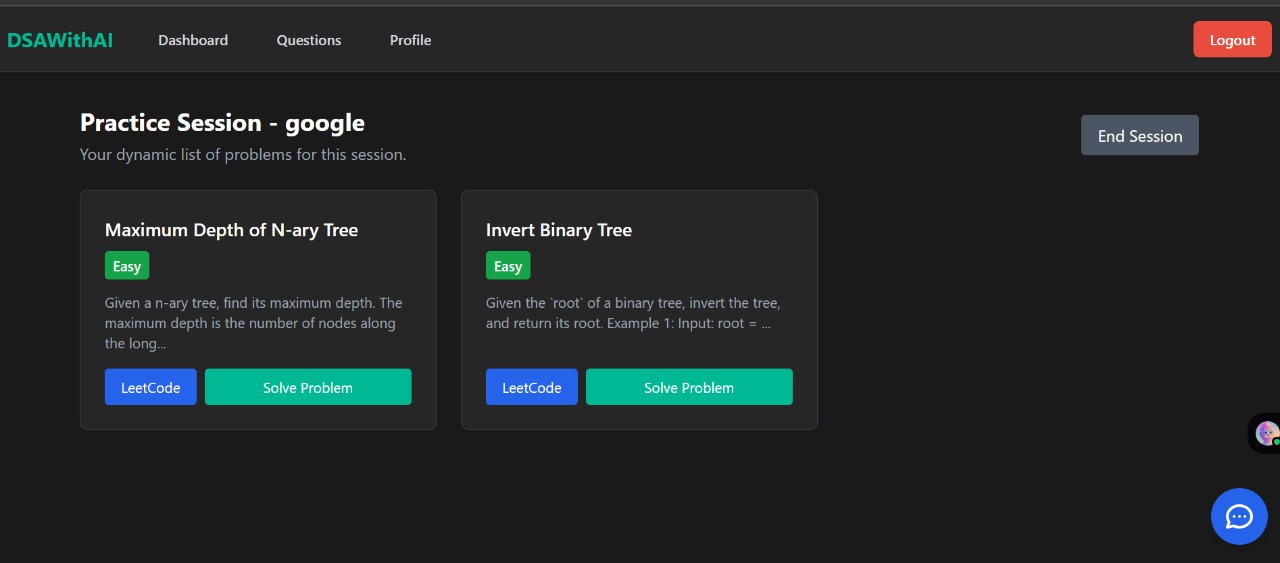 DSAWithAI Dashboard Questions Profile Logout
Practice Session - google
Your dynamic list of problems for this session.
End Session
Maximum Depth of N-ary Tree
Easy
Given a n-ary tree, find its maximum depth. The
maximum depth is the number of nodes along
the long...
LeetCode Solve Problem
Invert Binary Tree
Easy
Given the `root` of a binary tree, invert the tree,
and return its root. Example 1: Input: root = ...
LeetCode Solve Problem